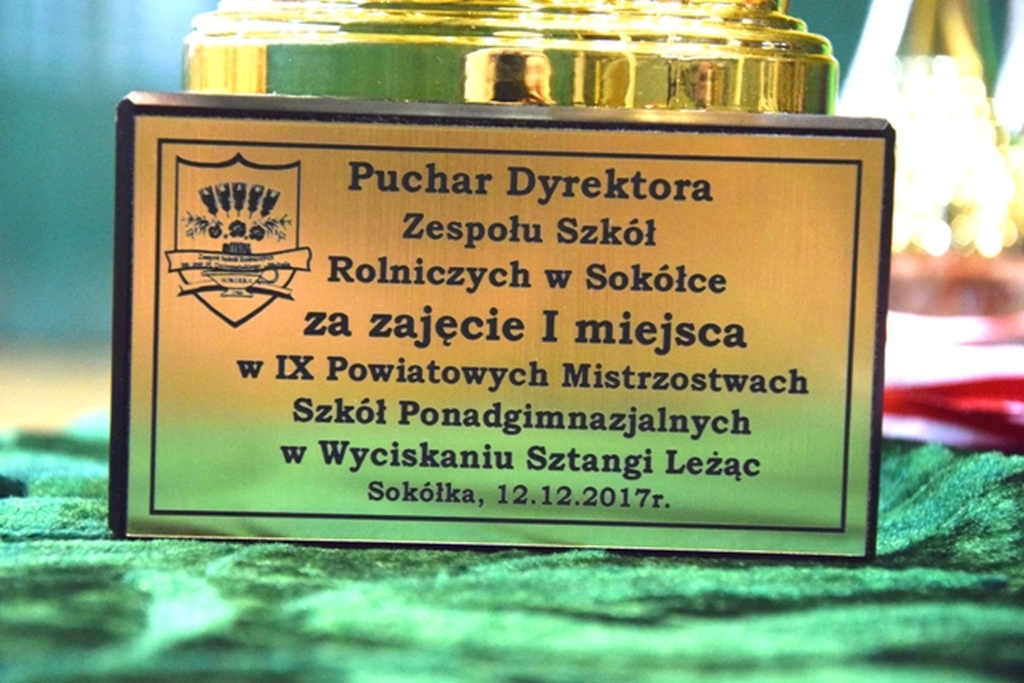 Puchar Dyrektora
Zespołu Szkół
Rolniczych w Sokółce
za zajęcie I miejsca
w IX Powiatowych Mistrzostwach
Szkół Ponadgimnazjalnych
w Wyciskaniu Sztangi Leżąc
Sokółka, 12.12.2017r.